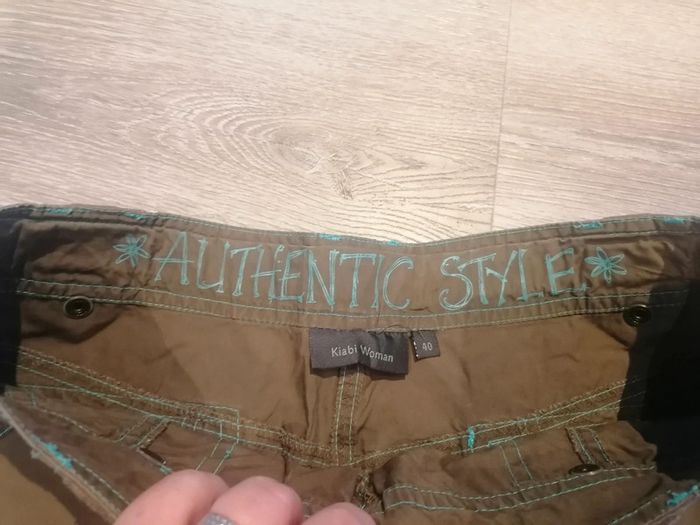 *AUTHENTIC STYLE*
Kiabi Woman
40